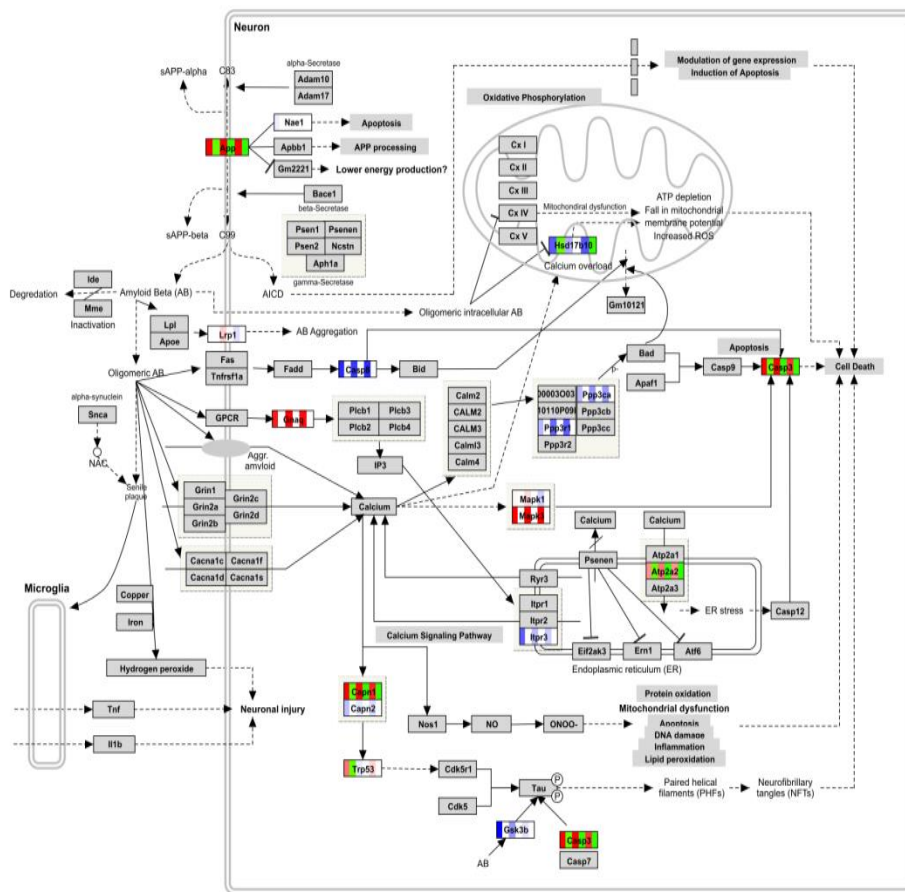 Neuron
sAPP-alpha
C83
alpha-Secretase
Adam10
Adam17
Modulation of gene expression
Induction of Apoptosis
Oxidative Phosphorylation
App
Nae1
Apoptosis
Apbb1
APP processing
Gm2221
Lower energy production?
Bace1
beta-Secretase
sAPP-beta
C99
Psen1
Psenen
Psen2
Ncstn
Aph1a
gamma-Secretase
Cx I
Cx II
Cx III
Cx IV
Cx V
Mitochondrial dysfunction
ATP depletion
Fall in mitochondrial
membrane potential
Increased ROS
Hsd17b10
Calcium overload
Gm10121
Ide
Degredation
Amyloid Beta (AB)
Mme
Inactivation
AICD
Oligomeric intracellular AB
Lpl
Apoe
Lrp1
AB Aggregation
Oligomeric AB
Fas
Tnfrsf1a
Fadd
Casp8
Bid
P-
Bad
Apaf1
Casp9
Apoptosis
Casp3
Cell Death
alpha-synuclein
Snca
NAC
Senile
plaque
GPCR
Gnaq
Plcb1
Plcb3
Plcb2
Plcb4
IP3
Calm2
CALM2
CALM3
Calml3
Calm4
Ppp3ca
Ppp3cb
Ppp3r1
Ppp3cc
Ppp3r2
Aggr.
amyloid
Grin1
Grin2a
Grin2b
Grin2c
Grin2d
Calcium
Mapk1
Mapk3
Cacna1c
Cacna1f
Cacna1d
Cacna1s
Calcium
Calcium
Psenen
Atp2a1
Atp2a2
Atp2a3
Ryr3
Itpr1
Itpr2
Itpr3
ER stress
Casp12
Eif2ak3
Ern1
Atf6
Endoplasmic reticulum (ER)
Microglia
Copper
Iron
Calcium Signaling Pathway
Hydrogen peroxide
Tnf
Il1b
Neuronal injury
Capn1
Capn2
Nos1
NO
ONOO-
Protein oxidation
Mitochondrial dysfunction
Apoptosis
DNA damage
Inflammation
Lipid peroxidation
Trp53
Cdk5r1
Cdk5
Tau
P
P
Paired helical
filaments (PHFs)
Neurofibrillary
tangles (NFTs)
Gsk3b
AB
Casp3
Casp7